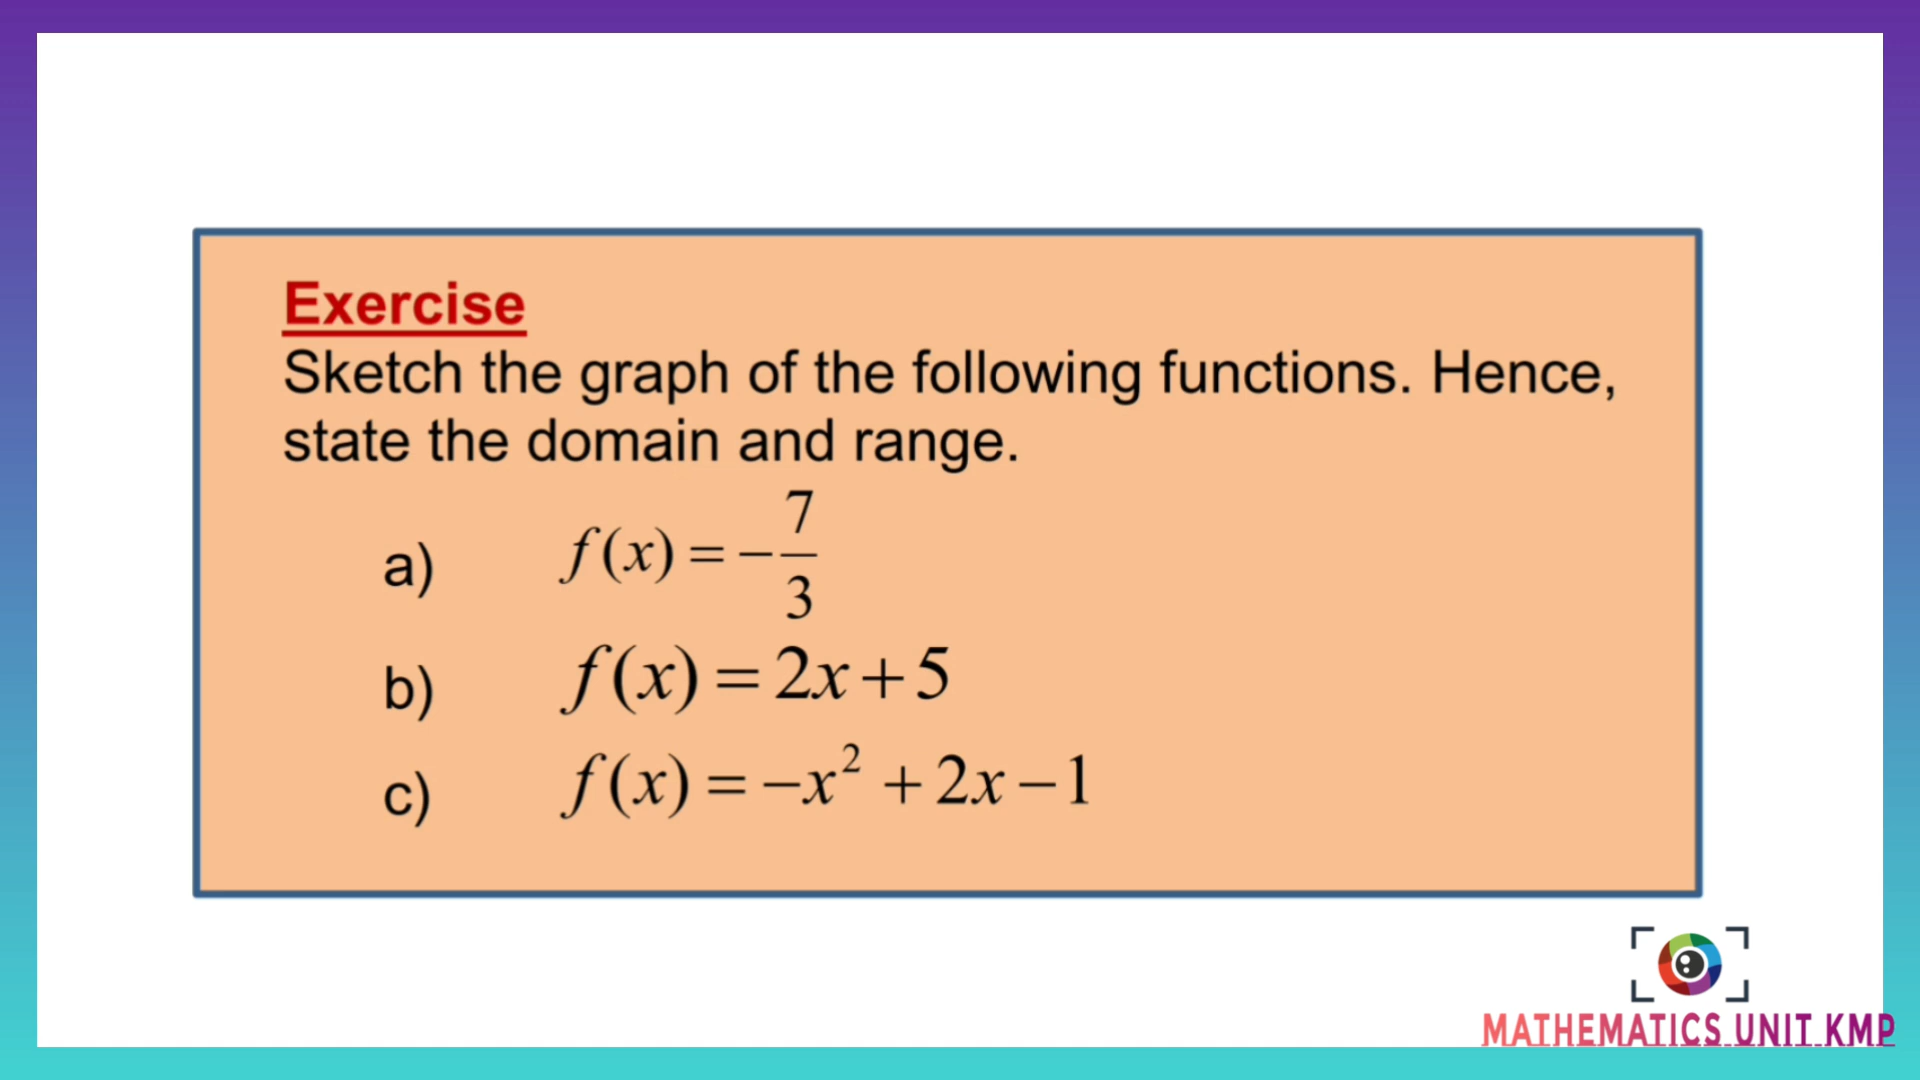 Exercise
Sketch the graph of the following functions. Hence,
state the domain and range.
a) f(x) = -7/3
b) f(x) = 2x+5
c) f(x) = -x² + 2x - 1
MATHEMATICS UNIT KMP